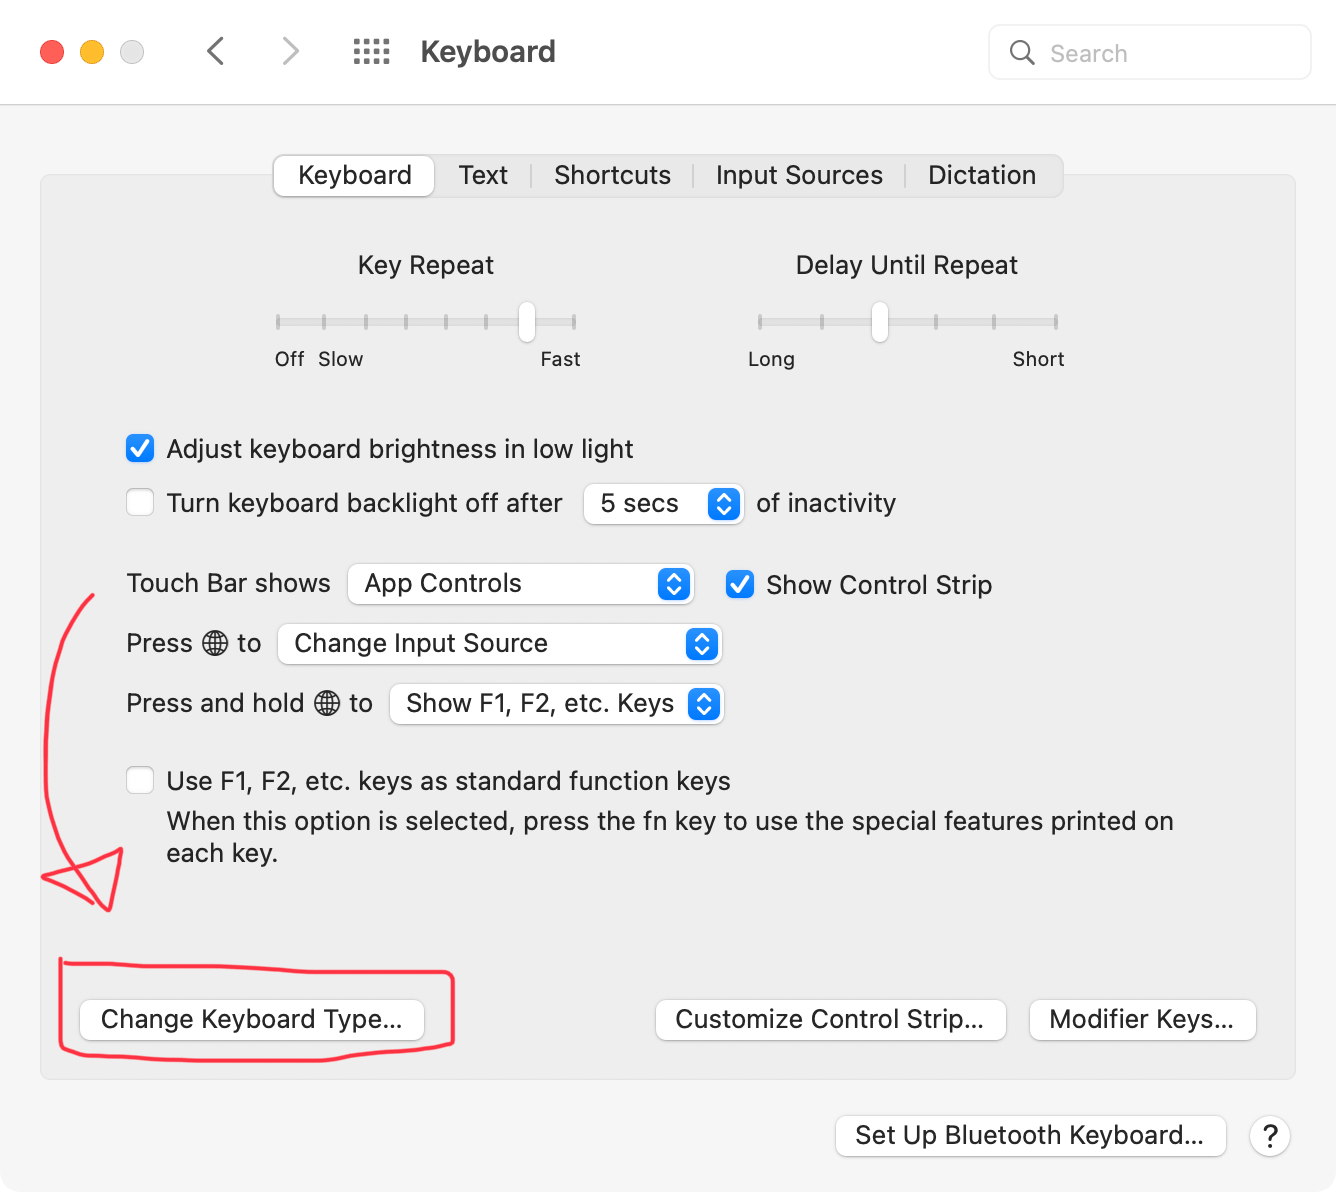 Keyboard
Search
Keyboard Text Shortcuts Input Sources Dictation
Key Repeat Delay Until Repeat
Off Slow Fast Long Short
Adjust keyboard brightness in low light
Turn keyboard backlight off after 5 secs of inactivity
Touch Bar shows App Controls Show Control Strip
Press to Change Input Source
Press and hold to Show F1, F2, etc. Keys
Use F1, F2, etc. keys as standard function keys
When this option is selected, press the fn key to use the special features printed on
each key.
Change Keyboard Type... Customize Control Strip... Modifier Keys...
Set Up Bluetooth Keyboard... ?